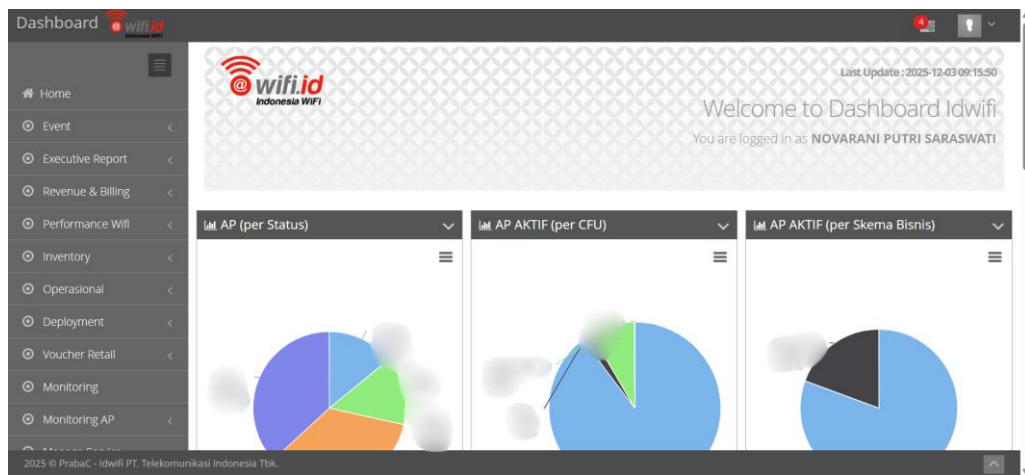 Dashboard @wifi.id
Indonesia WiFi
4
Home
Event
Executive Report
Revenue & Billing
Performance Wifi
Inventory
Operasional
Deployment
Voucher Retail
Monitoring
Monitoring AP
@wifi.id
Indonesia WiFi
Last Update : 2025-12-03 09:15:50
Welcome to Dashboard Idwifi
You are logged in as NOVARANI PUTRI SARASWATI
AP (per Status)
AP AKTIF (per CFU)
AP AKTIF (per Skema Bisnis)
2025 © PrabaC - Idwifi PT. Telekomunikasi Indonesia Tbk.